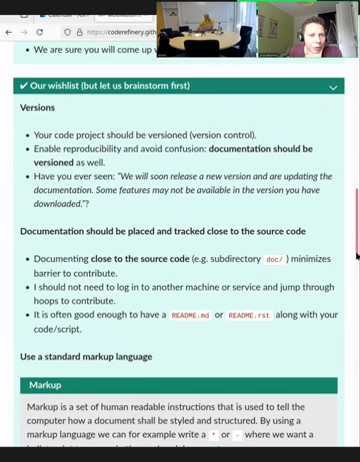 Calendar
https://coderefinery.gith
We are sure you will come up
✔ Our wishlist (but let us brainstorm first)
Versions
Your code project should be versioned (version control).
Enable reproducibility and avoid confusion: documentation should be
versioned as well.
Have you ever seen: "We will soon release a new version and are updating the
documentation. Some features may not be available in the version you have
downloaded."?
Documentation should be placed and tracked close to the source code
Documenting close to the source code (e.g. subdirectory doc/ ) minimizes
barrier to contribute.
I should not need to log in to another machine or service and jump through
hoops to contribute.
It is often good enough to have a README.md or README.rst along with your
code/script.
Use a standard markup language
Markup
Markup is a set of human readable instructions that is used to tell the
computer how a document shall be styled and structured. By using a
markup language we can for example write a * or - where we want a